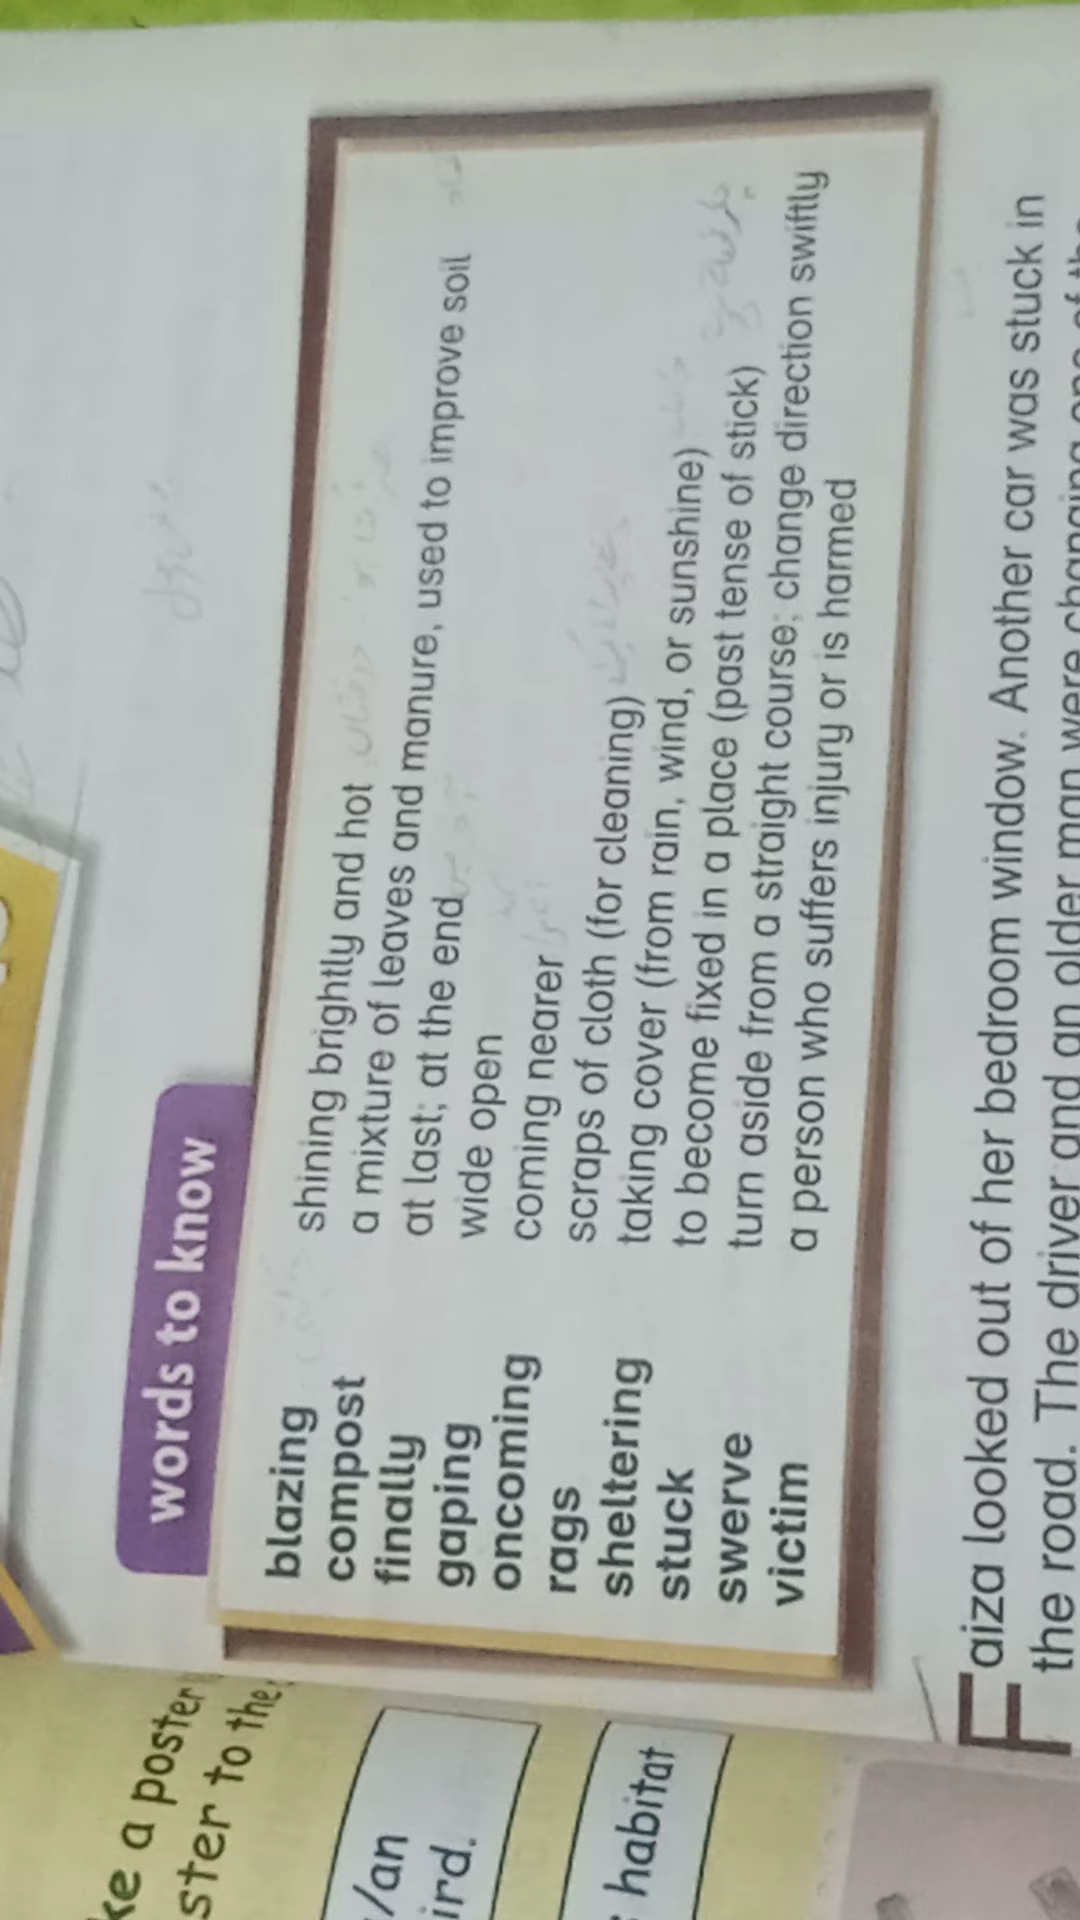 words to know
blazing shining brightly and hot
compost a mixture of leaves and manure, used to improve soil
finally at last; at the end
gaping wide open
oncoming coming nearer
rags scraps of cloth (for cleaning)
sheltering taking cover (from rain, wind, or sunshine)
stuck to become fixed in a place (past tense of stick)
swerve turn aside from a straight course; change direction swiftly
victim a person who suffers injury or is harmed
Faiza looked out of her bedroom window. Another car was stuck in
the road. The driver and an older man were changing one of
a poster
to the
/an
habitat